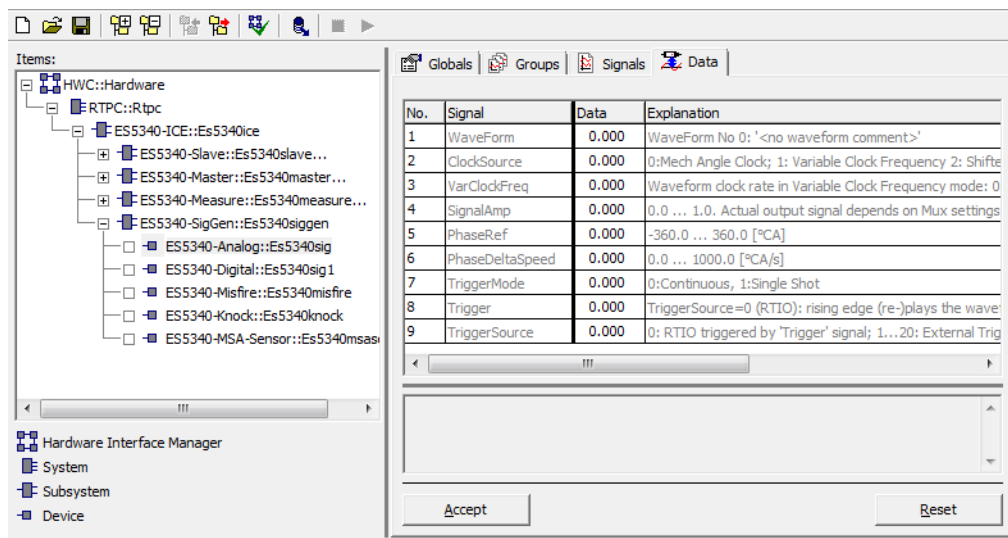 Items:
HWC::Hardware
RTPC::Rtpc
ES5340-ICE::Es5340ice
ES5340-Slave::Es5340slave...
ES5340-Master::Es5340master...
ES5340-Measure::Es5340measure...
ES5340-SigGen::Es5340siggen
ES5340-Analog::Es5340sig
ES5340-Digital::Es5340sig1
ES5340-Misfire::Es5340misfire
ES5340-Knock::Es5340knock
ES5340-MSA-Sensor::Es5340msase
Hardware Interface Manager
System
Subsystem
Device
Globals Groups Signals Data
No. Signal Data Explanation
1 WaveForm 0.000 WaveForm No 0: '<no waveform comment>'
2 ClockSource 0.000 0:Mech Angle Clock; 1: Variable Clock Frequency 2: Shifte
3 VarClockFreq 0.000 Waveform clock rate in Variable Clock Frequency mode: 0
4 SignalAmp 0.000 0.0 ... 1.0. Actual output signal depends on Mux settings
5 PhaseRef 0.000 -360.0 ... 360.0 [°CA]
6 PhaseDeltaSpeed 0.000 0.0 ... 1000.0 [°CA/s]
7 TriggerMode 0.000 0:Continuous, 1:Single Shot
8 Trigger 0.000 TriggerSource=0 (RTIO): rising edge (re-)plays the wavef
9 TriggerSource 0.000 0: RTIO triggered by 'Trigger' signal; 1...20: External Trig
Accept Reset